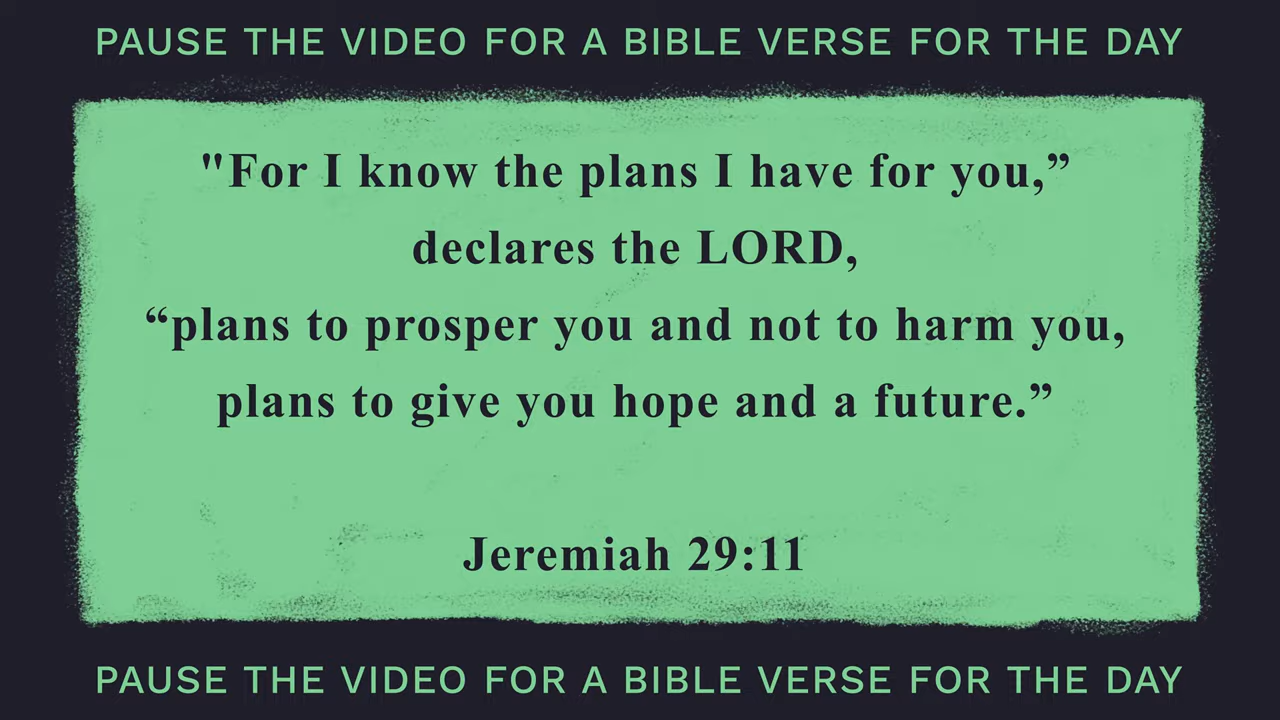 PAUSE THE VIDEO FOR A BIBLE VERSE FOR THE DAY
"For I know the plans I have for you,”
declares the LORD,
“plans to prosper you and not to harm you,
plans to give you hope and a future.”
Jeremiah 29:11
PAUSE THE VIDEO FOR A BIBLE VERSE FOR THE DAY